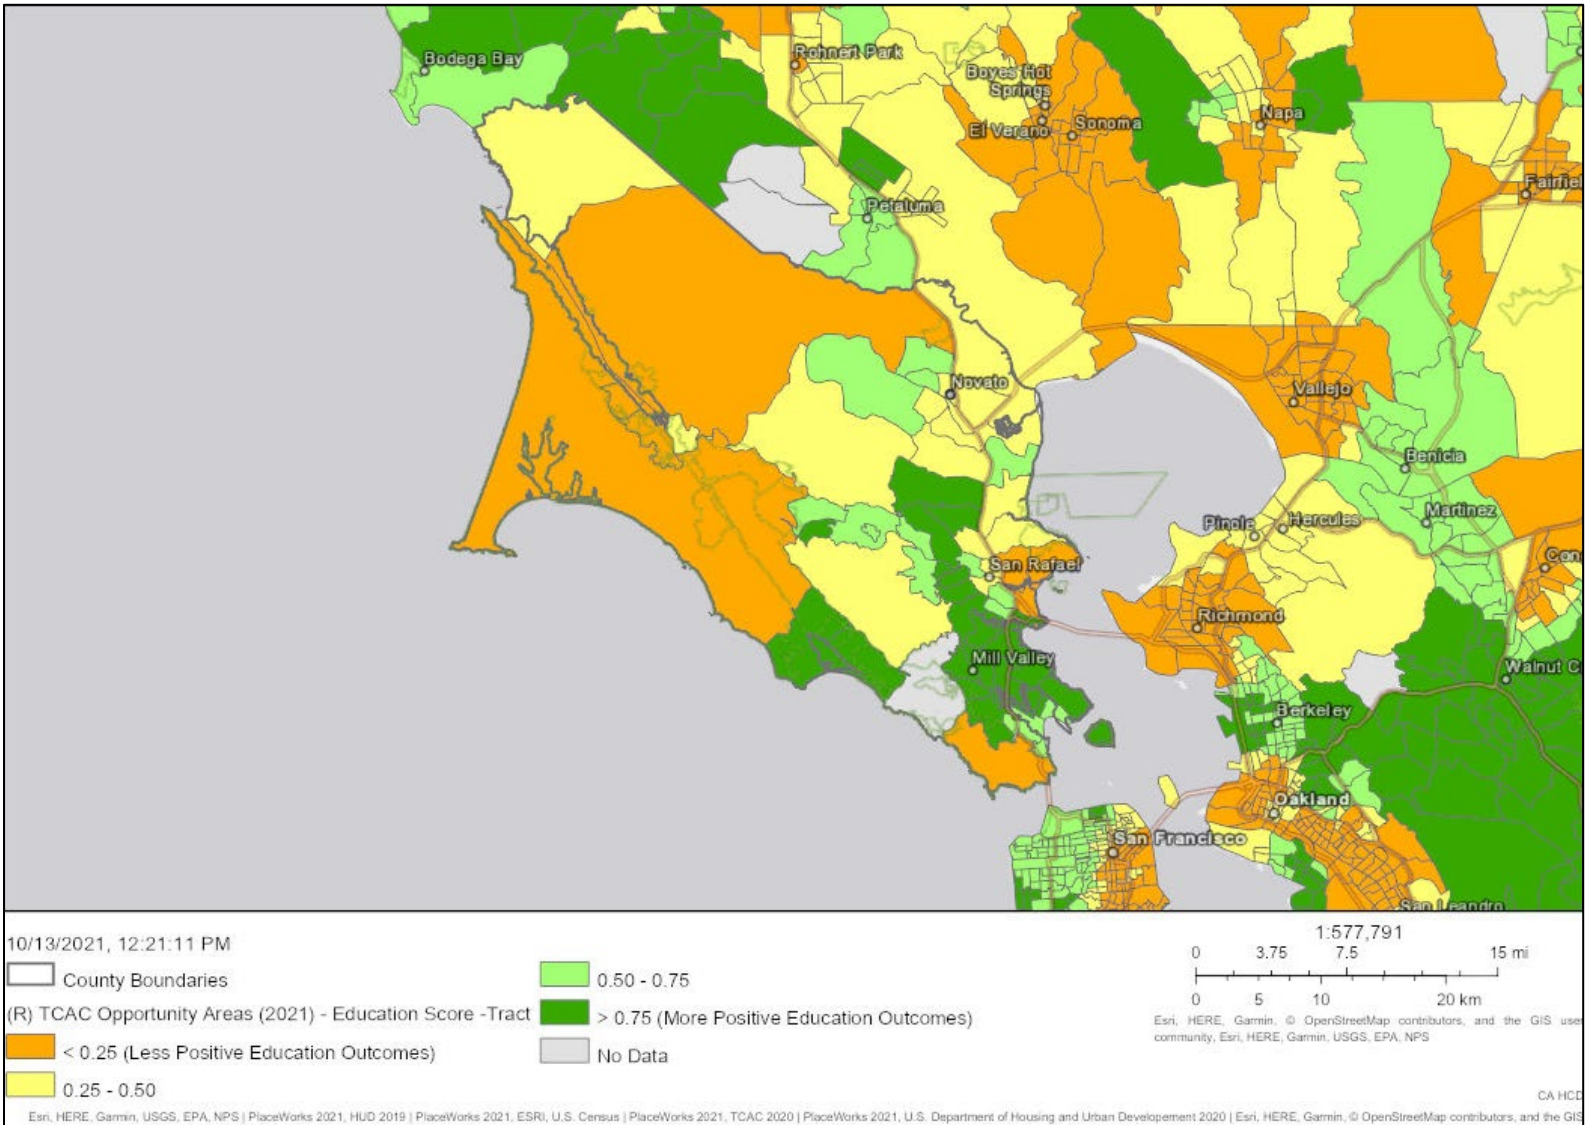 Bodega Bay
Rohnert Park
Boyes Hot
Springs
El Verano
Sonoma
Napa
Petaluma
Novato
Vallejo
Benicia
Martinez
Pinole
Hercules
San Rafael
Richmond
Mill Valley
Walnut C
Berkeley
Oakland
San Francisco
San Leandro
Fairfiel
Con
10/13/2021, 12:21:11 PM
County Boundaries
(R) TCAC Opportunity Areas (2021) - Education Score -Tract
< 0.25 (Less Positive Education Outcomes)
0.25 - 0.50
0.50 - 0.75
> 0.75 (More Positive Education Outcomes)
No Data
1:577,791
0 3.75 7.5 15 mi
0 5 10 20 km
Esri, HERE, Garmin, © OpenStreetMap contributors, and the GIS user
community, Esri, HERE, Garmin, USGS, EPA, NPS
CA HCD
Esri, HERE, Garmin, USGS, EPA, NPS | PlaceWorks 2021, HUD 2019 | PlaceWorks 2021, ESRI, U.S. Census | PlaceWorks 2021, TCAC 2020 | PlaceWorks 2021, U.S. Department of Housing and Urban Developement 2020 | Esri, HERE, Garmin, © OpenStreetMap contributors, and the GIS